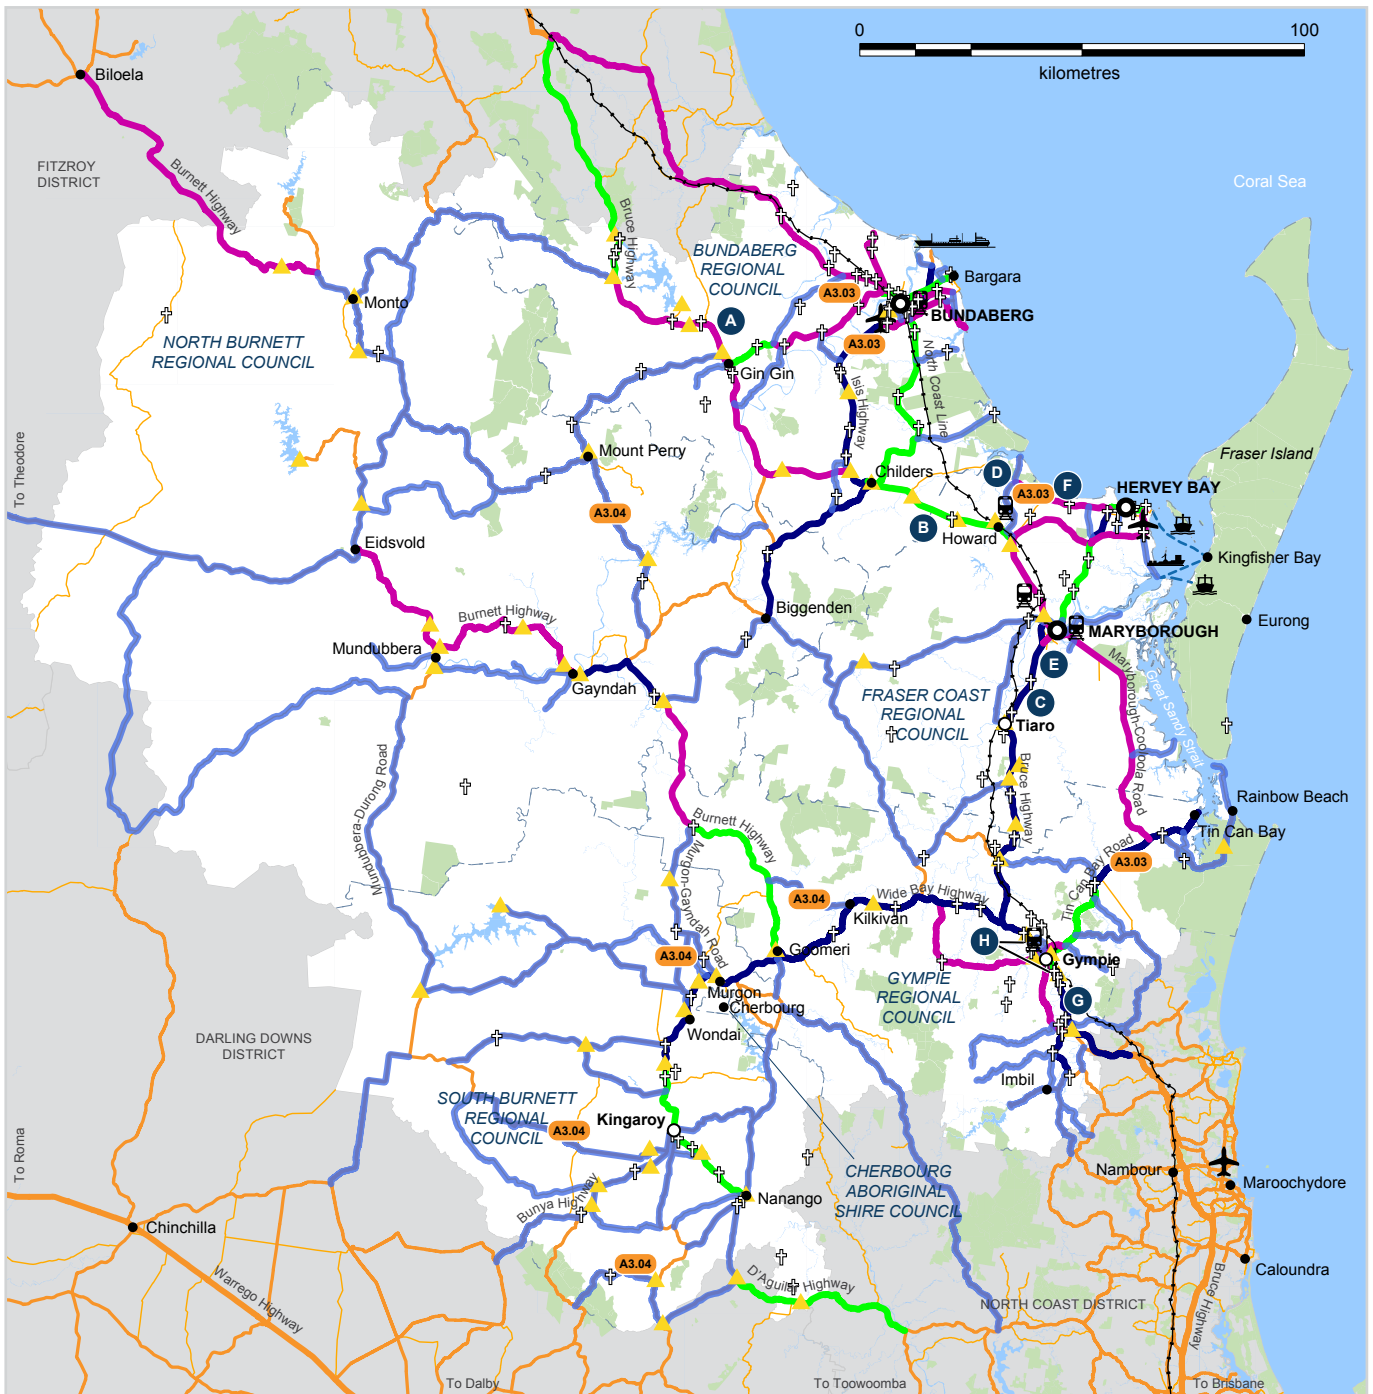 0
100
kilometres
Biloela
FITZROY
DISTRICT
Burnett Highway
Coral Sea
Bruce Highway
BUNDABERG
REGIONAL
COUNCIL
Bargara
A3.03
BUNDABERG
Monto
A
NORTH BURNETT
REGIONAL COUNCIL
A3.03
North Coast Line
Gin Gin
Isis Highway
To Theodore
Mount Perry
Fraser Island
Childers
D
F
HERVEY BAY
A3.03
A3.04
B
Howard
Eidsvold
Kingfisher Bay
Biggenden
Burnett Highway
Eurong
MARYBOROUGH
Mundubbera
E
Gayndah
Maryborough-Cooloola Road
Great Sandy Strait
FRASER COAST
REGIONAL
COUNCIL
C
Tiaro
Mundubbera-Durong Road
Bruce Highway
Rainbow Beach
Tin Can Bay
Burnett Highway
Murgon-Gayndah Road
Tin Can Bay Road
A3.03
A3.04
Wide Bay Highway
Kilkivan
H
Goomeri
A3.04
Gympie
GYMPIE
REGIONAL
COUNCIL
Murgon
G
Cherbourg
Wondai
DARLING DOWNS
DISTRICT
Imbil
SOUTH BURNETT
REGIONAL
COUNCIL
Kingaroy
A3.04
To Roma
CHERBOURG
ABORIGINAL
SHIRE COUNCIL
Nambour
Maroochydore
Nanango
Bunya Highway
Chinchilla
A3.04
Caloundra
D'Aguilar Highway
Warrego Highway
NORTH COAST DISTRICT
Bruce Highway
To Dalby
To Toowoomba
To Brisbane